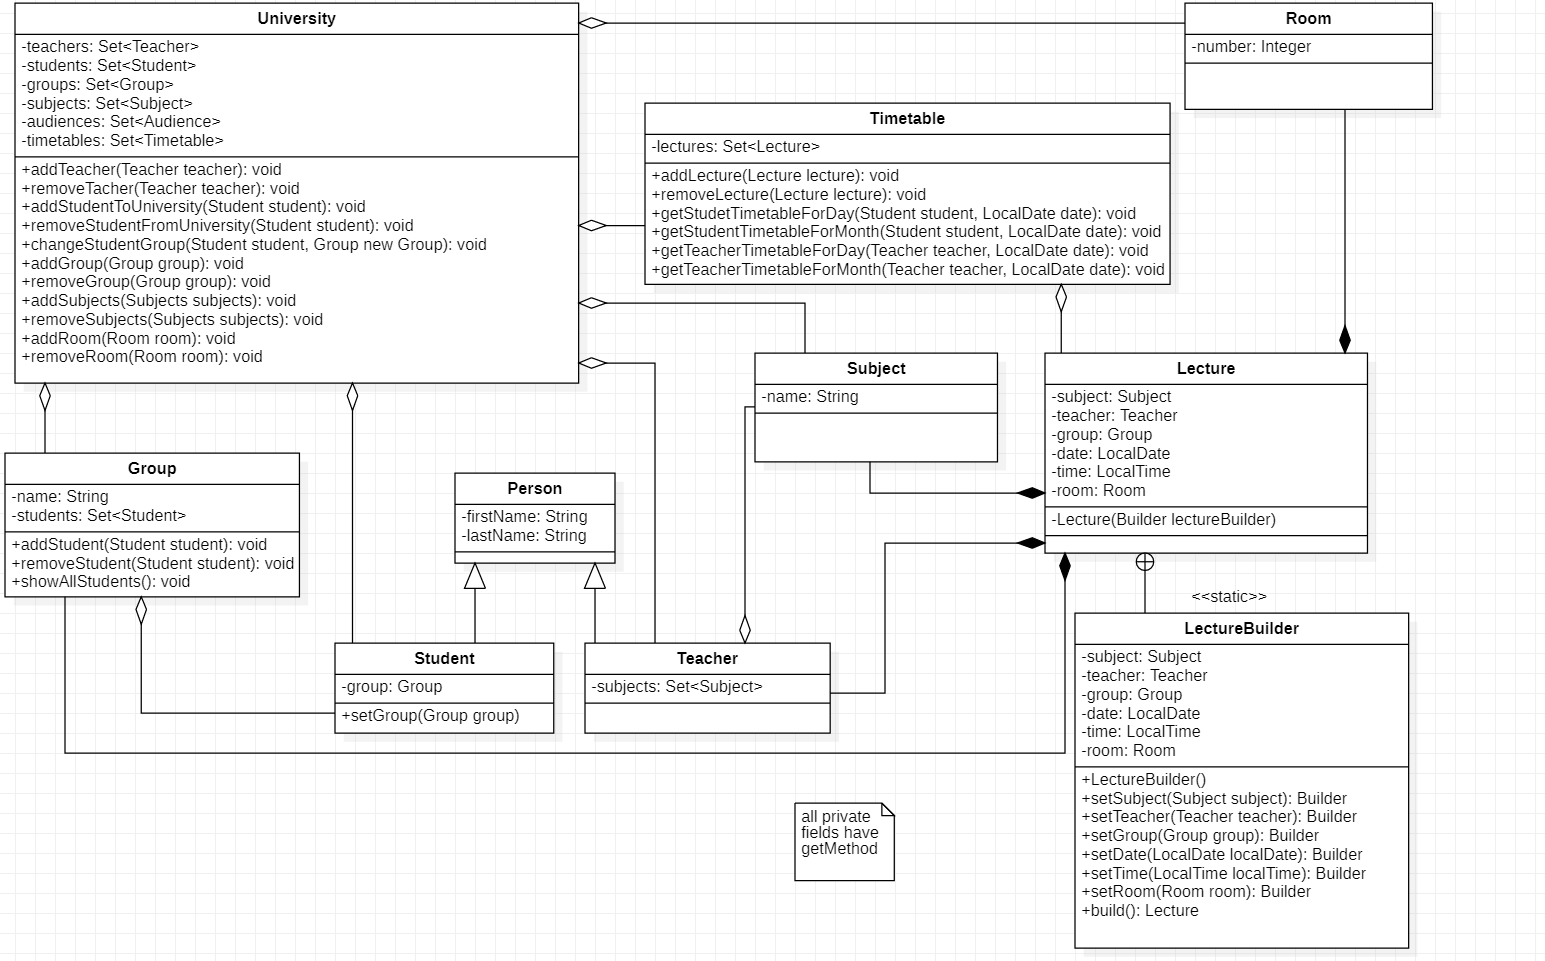 University
-teachers: Set<Teacher>
-students: Set<Student>
-groups: Set<Group>
-subjects: Set<Subject>
-audiences: Set<Audience>
-timetables: Set<Timetable>
+addTeacher(Teacher teacher): void
+removeTacher(Teacher teacher): void
+addStudentToUniversity(Student student): void
+removeStudentFromUniversity(Student student): void
+changeStudentGroup(Student student, Group new Group): void
+addGroup(Group group): void
+removeGroup(Group group): void
+addSubjects(Subjects subjects): void
+removeSubjects(Subjects subjects): void
+addRoom(Room room): void
+removeRoom(Room room): void
Room
-number: Integer
Timetable
-lectures: Set<Lecture>
+addLecture(Lecture lecture): void
+removeLecture(Lecture lecture): void
+getStudetTimetableForDay(Student student, LocalDate date): void
+getStudentTimetableForMonth(Student student, LocalDate date): void
+getTeacherTimetableForDay(Teacher teacher, LocalDate date): void
+getTeacherTimetableForMonth(Teacher teacher, LocalDate date): void
Subject
-name: String
Lecture
-subject: Subject
-teacher: Teacher
-group: Group
-date: LocalDate
-time: LocalTime
-room: Room
-Lecture(Builder lectureBuilder)
Group
-name: String
-students: Set<Student>
+addStudent(Student student): void
+removeStudent(Student student): void
+showAllStudents(): void
Person
-firstName: String
-lastName: String
Student
-group: Group
+setGroup(Group group)
Teacher
-subjects: Set<Subject>
<<static>>
LectureBuilder
-subject: Subject
-teacher: Teacher
-group: Group
-date: LocalDate
-time: LocalTime
-room: Room
+LectureBuilder()
+setSubject(Subject subject): Builder
+setTeacher(Teacher teacher): Builder
+setGroup(Group group): Builder
+setDate(LocalDate localDate): Builder
+setTime(LocalTime localTime): Builder
+setRoom(Room room): Builder
+build(): Lecture
all private
fields have
getMethod